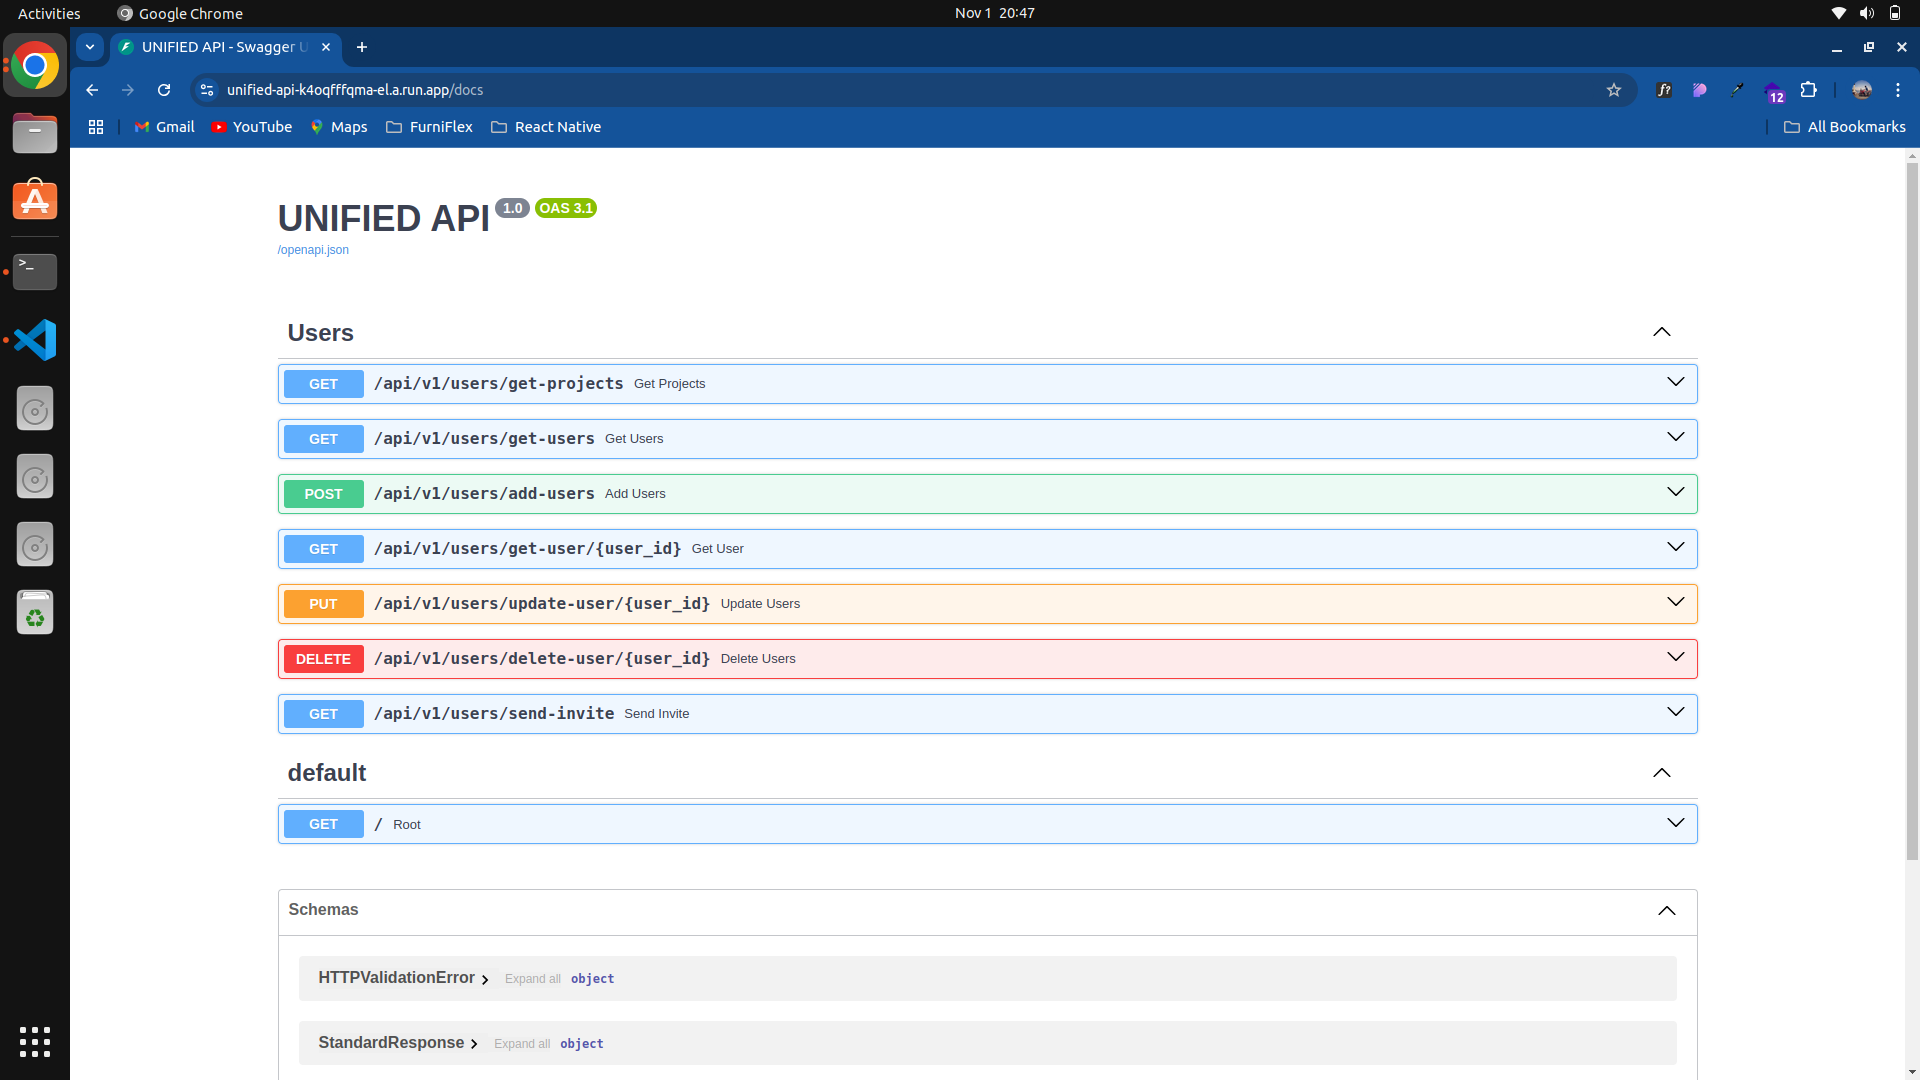 Activities Google Chrome Nov 1 20:47
UNIFIED API - Swagger U
unified-api-k4oqfffqma-el.a.run.app/docs f? 12
Gmail YouTube Maps FurniFlex React Native All Bookmarks
UNIFIED API 1.0 OAS 3.1
/openapi.json
Users
GET /api/v1/users/get-projects Get Projects
GET /api/v1/users/get-users Get Users
POST /api/v1/users/add-users Add Users
GET /api/v1/users/get-user/{user_id} Get User
PUT /api/v1/users/update-user/{user_id} Update Users
DELETE /api/v1/users/delete-user/{user_id} Delete Users
GET /api/v1/users/send-invite Send Invite
default
GET / Root
Schemas
HTTPValidationError Expand all object
StandardResponse Expand all object